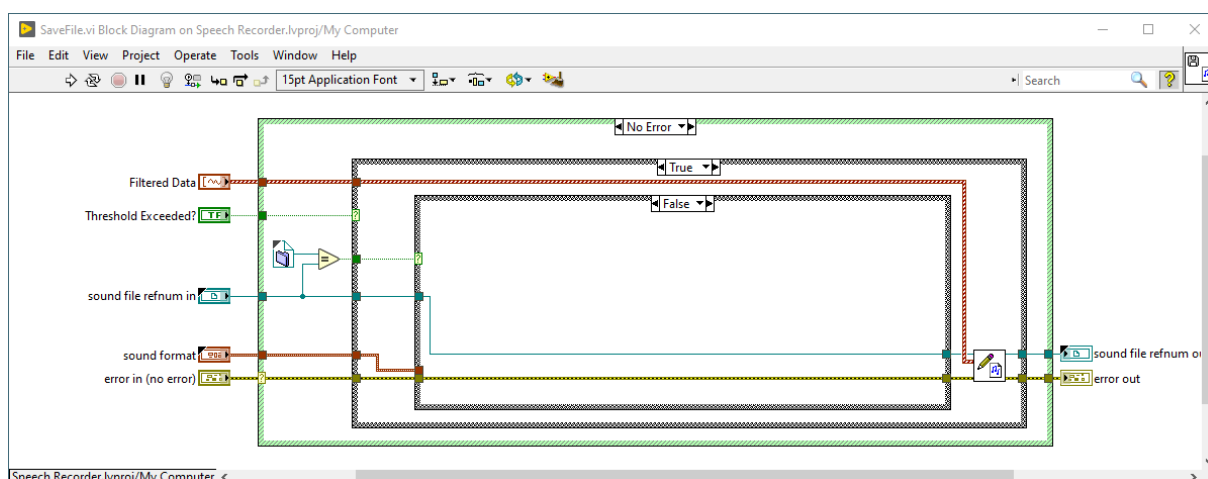 SaveFile.vi Block Diagram on Speech Recorder.lvproj/My Computer
File Edit View Project Operate Tools Window Help
15pt Application Font
Search
No Error
True
Filtered Data
False
Threshold Exceeded?
TF
?
?
=
sound file refnum in
sound format
sound file refnum ou
error in (no error)
?
error out
Speech Recorder.lvproj/My Computer